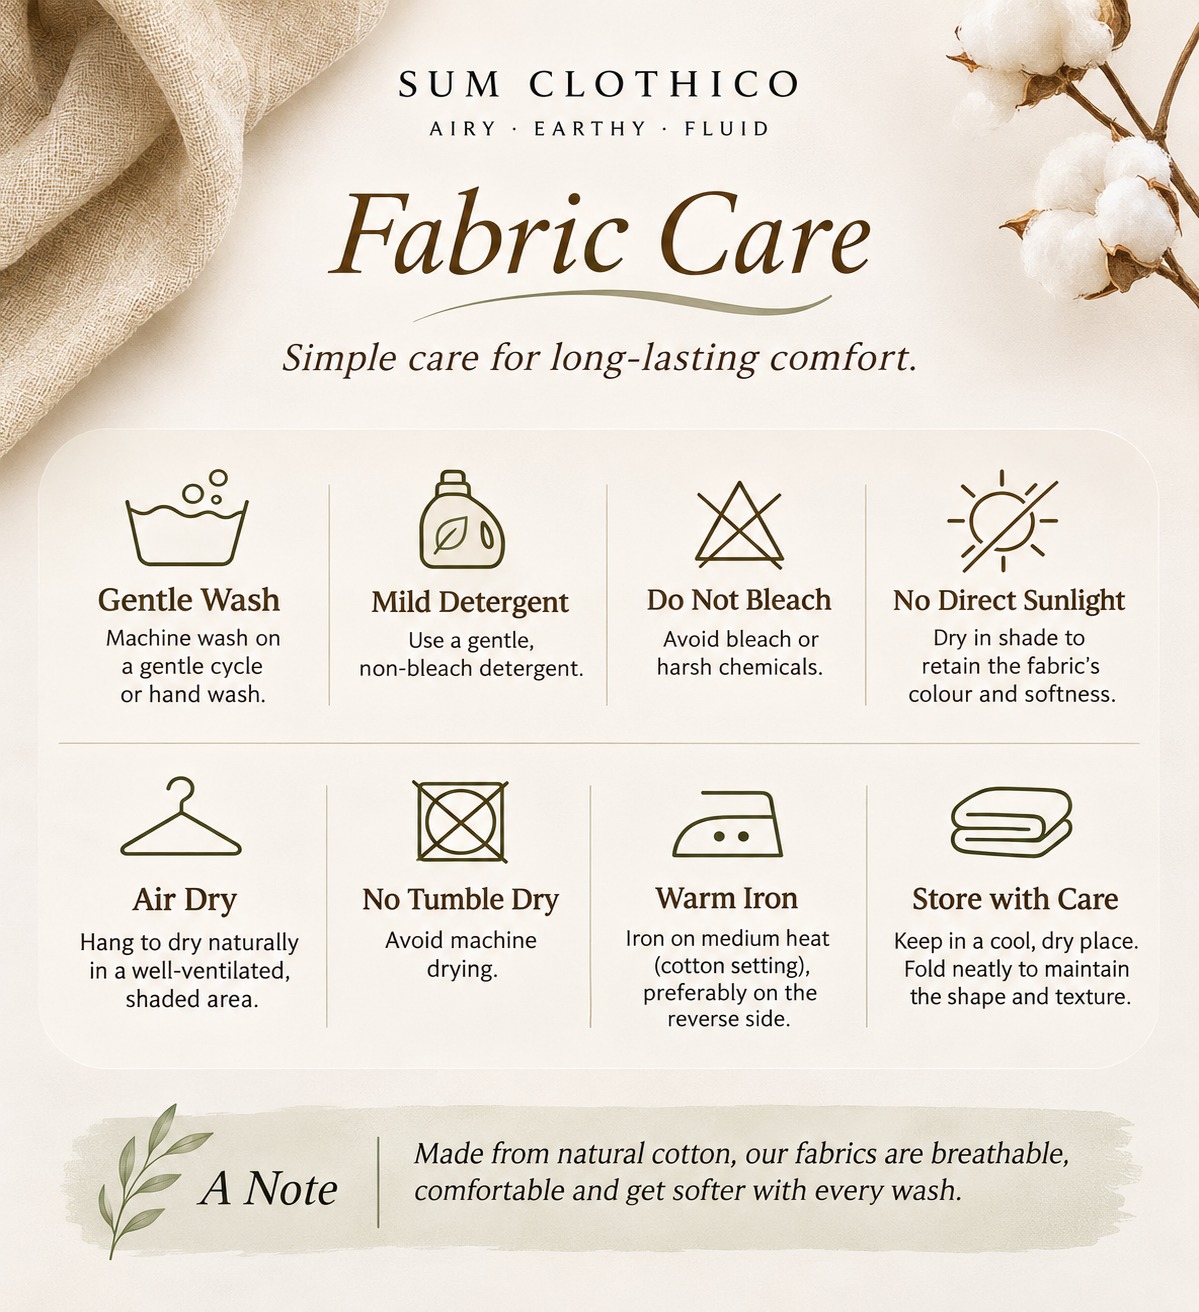 SUM CLOTHICO
AIRY · EARTHY · FLUID
Fabric Care
Simple care for long-lasting comfort.
Gentle Wash
Machine wash on
a gentle cycle
or hand wash.
Mild Detergent
Use a gentle,
non-bleach detergent.
Do Not Bleach
Avoid bleach or
harsh chemicals.
No Direct Sunlight
Dry in shade to
retain the fabric's
colour and softness.
Air Dry
Hang to dry naturally
in a well-ventilated,
shaded area.
No Tumble Dry
Avoid machine
drying.
Warm Iron
Iron on medium heat
(cotton setting),
preferably on the
reverse side.
Store with Care
Keep in a cool, dry place.
Fold neatly to maintain
the shape and texture.
A Note
Made from natural cotton, our fabrics are breathable,
comfortable and get softer with every wash.